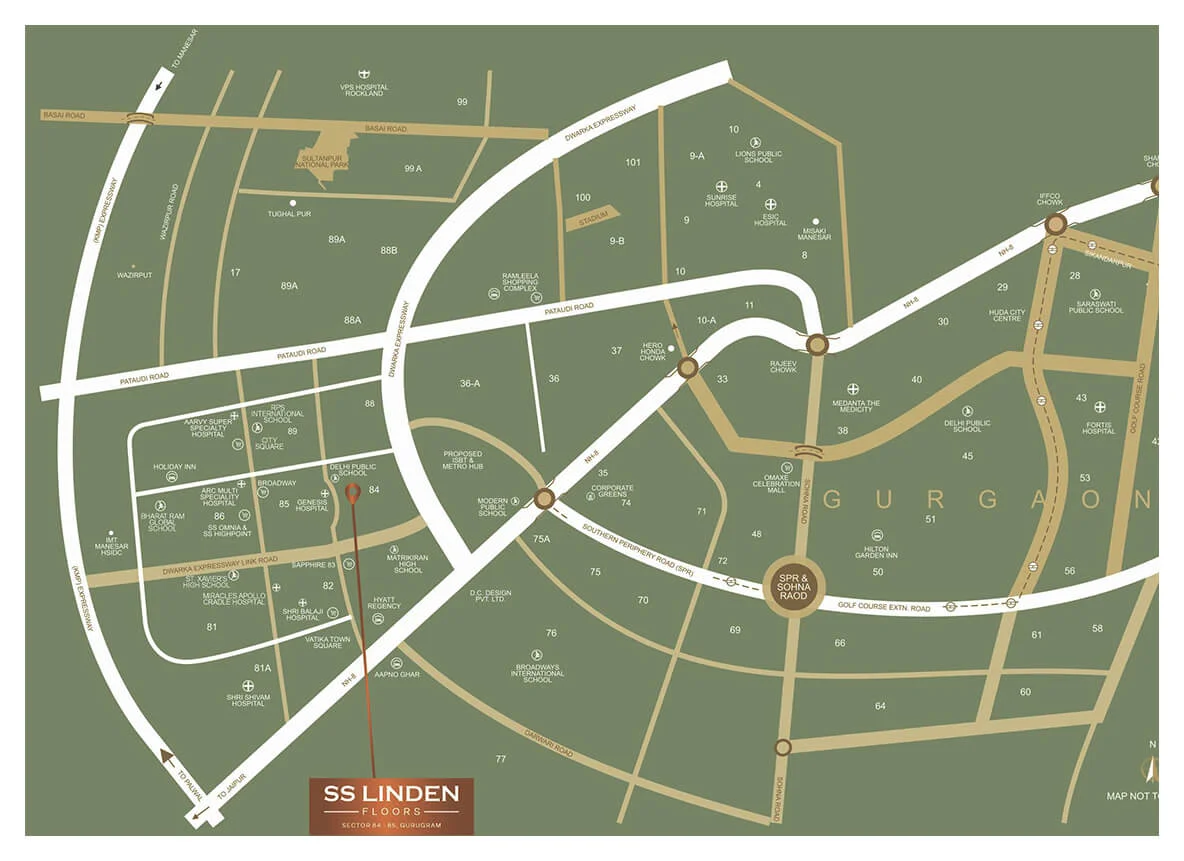 TO MANESAR
VPS HOSPITAL
ROCKLAND
99
BASAI ROAD
BASAI ROAD
SULTANPUR
NATIONAL PARK
99 A
TUGHAL PUR
(KMP) EXPRESSWAY
WAZIRPUR ROAD
WAZIRPUT
17
89A
88B
89A
88A
DWARKA EXPRESSWAY
DWARKA EXPRESSWAY
101
100
STADIUM
9-B
10
9-A
LIONS PUBLIC
SCHOOL
4
SUNRISE
HOSPITAL
ESIC
HOSPITAL
9
MISAKI
MANESAR
8
IFFCO
CHOWK
NH-8
SIKANDANPUR
28
SARASWATI
PUBLIC SCHOOL
29
HUDA CITY
CENTRE
30
NH-8
RAMLEELA
SHOPPING
COMPLEX
PATAUDI ROAD
10
11
10-A
HERO
HONDA
CHOWK
33
RAJEEV
CHOWK
37
36
36-A
PATAUDI ROAD
PATAUDI ROAD
88
RPS
INTERNATIONAL
SCHOOL
AARVY SUPER
SPECIALTY
HOSPITAL
89
CITY
SQUARE
HOLIDAY INN
DELHI PUBLIC
SCHOOL
84
BROADWAY
ARC MULTI
SPECIALITY
HOSPITAL
85
GENESIS
HOSPITAL
86
BHARAT RAM
GLOBAL
SCHOOL
SS OMNIA &
SS HIGHPOINT
IMT
MANESAR
HSIDC
DWARKA EXPRESSWAY LINK ROAD
SAPPHIRE 83
ST. XAVIER'S
HIGH SCHOOL
82
MATRIKIRAN
HIGH SCHOOL
MIRACLES APOLLO
CRADLE HOSPITAL
SHRI BALAJI
HOSPITAL
HYATT
REGENCY
81
VATIKA TOWN
SQUARE
(KMP) EXPRESSWAY
81A
SHRI SHIVAM
HOSPITAL
NH-8
AAPNO GHAR
TO PALWAL
TO JAIPUR
PROPOSED
ISBT &
METRO HUB
NH-8
35
CORPORATE
GREENS
74
MODERN
PUBLIC
SCHOOL
75A
SOUTHERN PERIPHERY ROAD (SPR)
71
48
72
75
70
D.C. DESIGN
PVT. LTD.
76
BROADWAYS
INTERNATIONAL
SCHOOL
69
77
DARWARI ROAD
40
MEDANTA THE
MEDICITY
38
DELHI PUBLIC
SCHOOL
45
43
FORTIS
HOSPITAL
GOLF COURSE ROAD
OMAXE
CELEBRATION
MALL
SOHNA ROAD
GURGAON
53
51
HILTON
GARDEN INN
50
56
SPR &
SOHNA
RAOD
GOLF COURSE EXTN. ROAD
66
61
58
60
64
SOHNA ROAD
N
MAP NOT TO
SS LINDEN
FLOORS
SECTOR 84 - 85, GURUGRAM